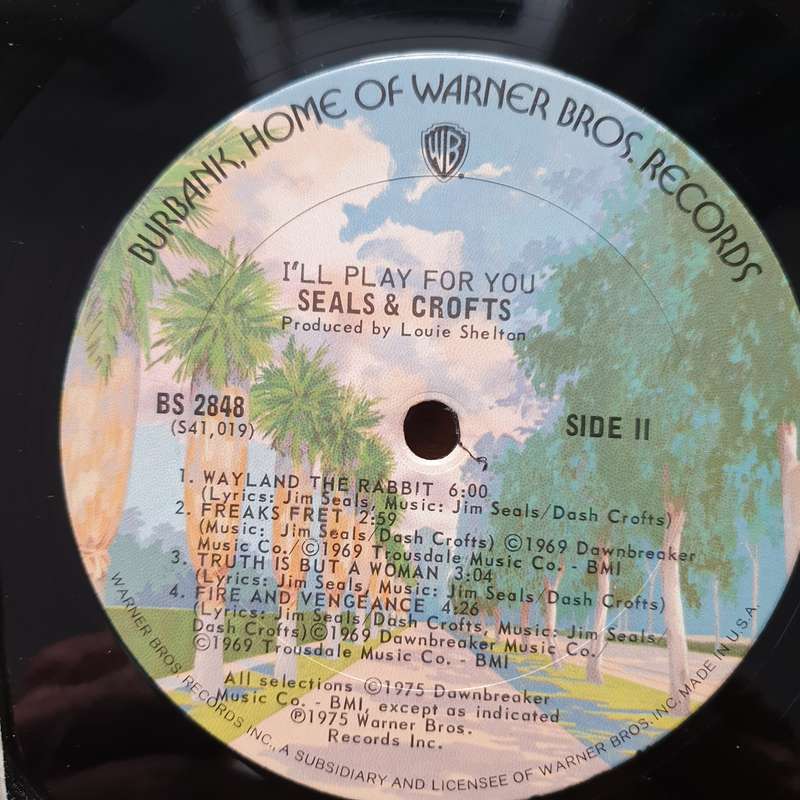 BURBANK, HOME OF WARNER BROS. RECORDS
WB
I'LL PLAY FOR YOU
SEALS & CROFTS
Produced by Louie Shelton
BS 2848
(S41,019)
SIDE II
1. WAYLAND THE RABBIT 6:00
(Lyrics: Jim Seals, Music: Jim Seals/Dash Crofts)
2. FREAKS FRET 2:59
(Music: Jim Seals/Dash Crofts) ©1969 Dawnbreaker
Music Co./©1969 Trousdale Music Co. - BMI
3. TRUTH IS BUT A WOMAN 3:04
(Lyrics: Jim Seals, Music: Jim Seals/Dash Crofts)
4. FIRE AND VENGEANCE 4:26
(Lyrics: Jim Seals/Dash Crofts, Music: Jim Seals/
Dash Crofts)©1969 Dawnbreaker Music Co.
©1969 Trousdale Music Co. - BMI
All selections ©1975 Dawnbreaker
Music Co. - BMI, except as indicated
℗1975 Warner Bros.
Records Inc.
WARNER BROS. RECORDS INC., A SUBSIDIARY AND LICENSEE OF WARNER BROS. INC. MADE IN U.S.A.